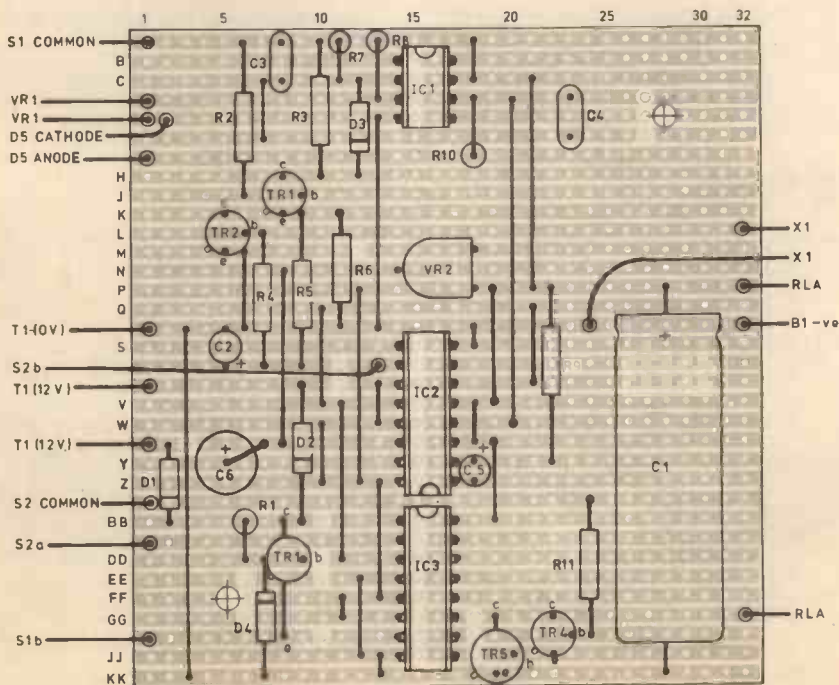 1 5 10 15 20 25 30 32
S1 COMMON
B
C
VR1
VR1
D5 CATHODE
D5 ANODE
H
J
K
L
M
N
P
Q
T1-(0V)
S
S2b
T1(12V)
V
W
T1(12V)
Y
Z
S2 COMMON
BB
S2a
DD
EE
FF
GG
S1b
JJ
KK
C3
R7
R8
IC1
R2
R3
D3
C4
R10
c
TR1
b
e
TR2
b
e
R4
R5
R6
VR2
C2
+
IC2
+
C6
D2
D1
+
C5
R1
c
TR1
b
IC3
D4
R11
c
TR5
b
e
c
TR4
b
+
C1
X1
X1
RLA
B1-ve
RLA